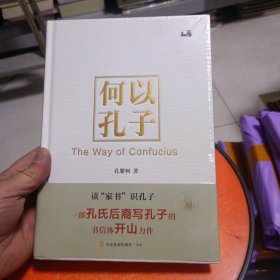 何以
孔子
The Way of Confucius
孔繁轲 著
读“家书”识孔子
一部孔氏后裔写孔子的
书信体开山力作